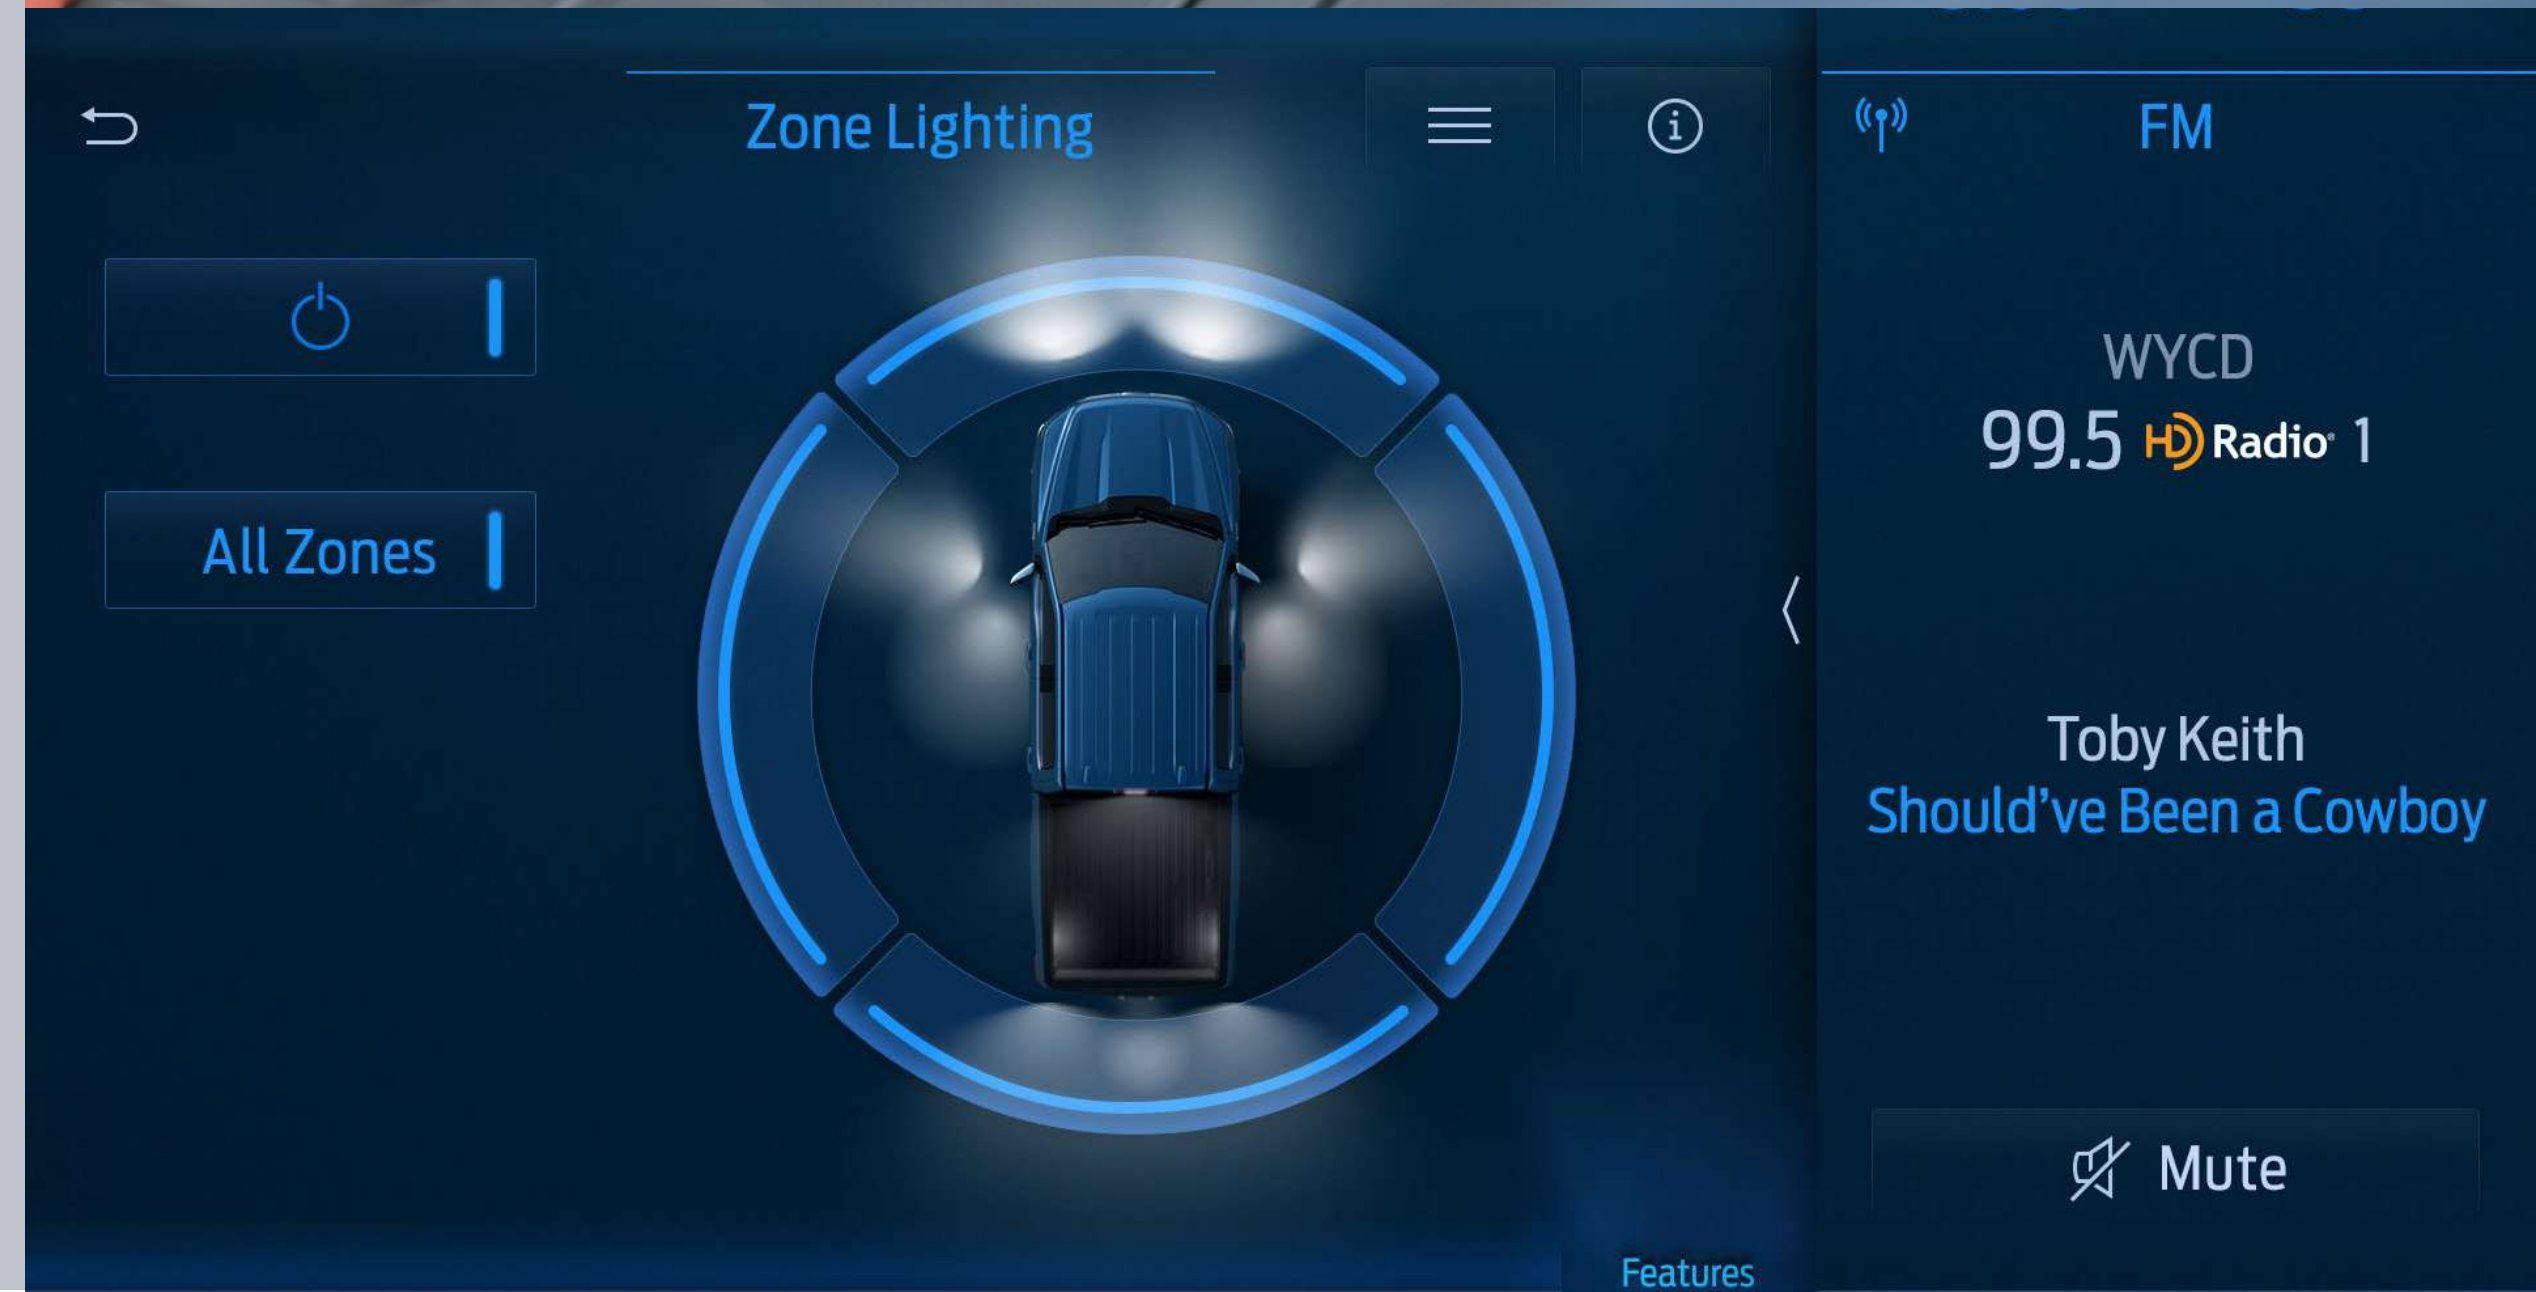 Zone Lighting
All Zones
Features
FM
WYCD
99.5 HD Radio® 1
Toby Keith
Should've Been a Cowboy
Mute